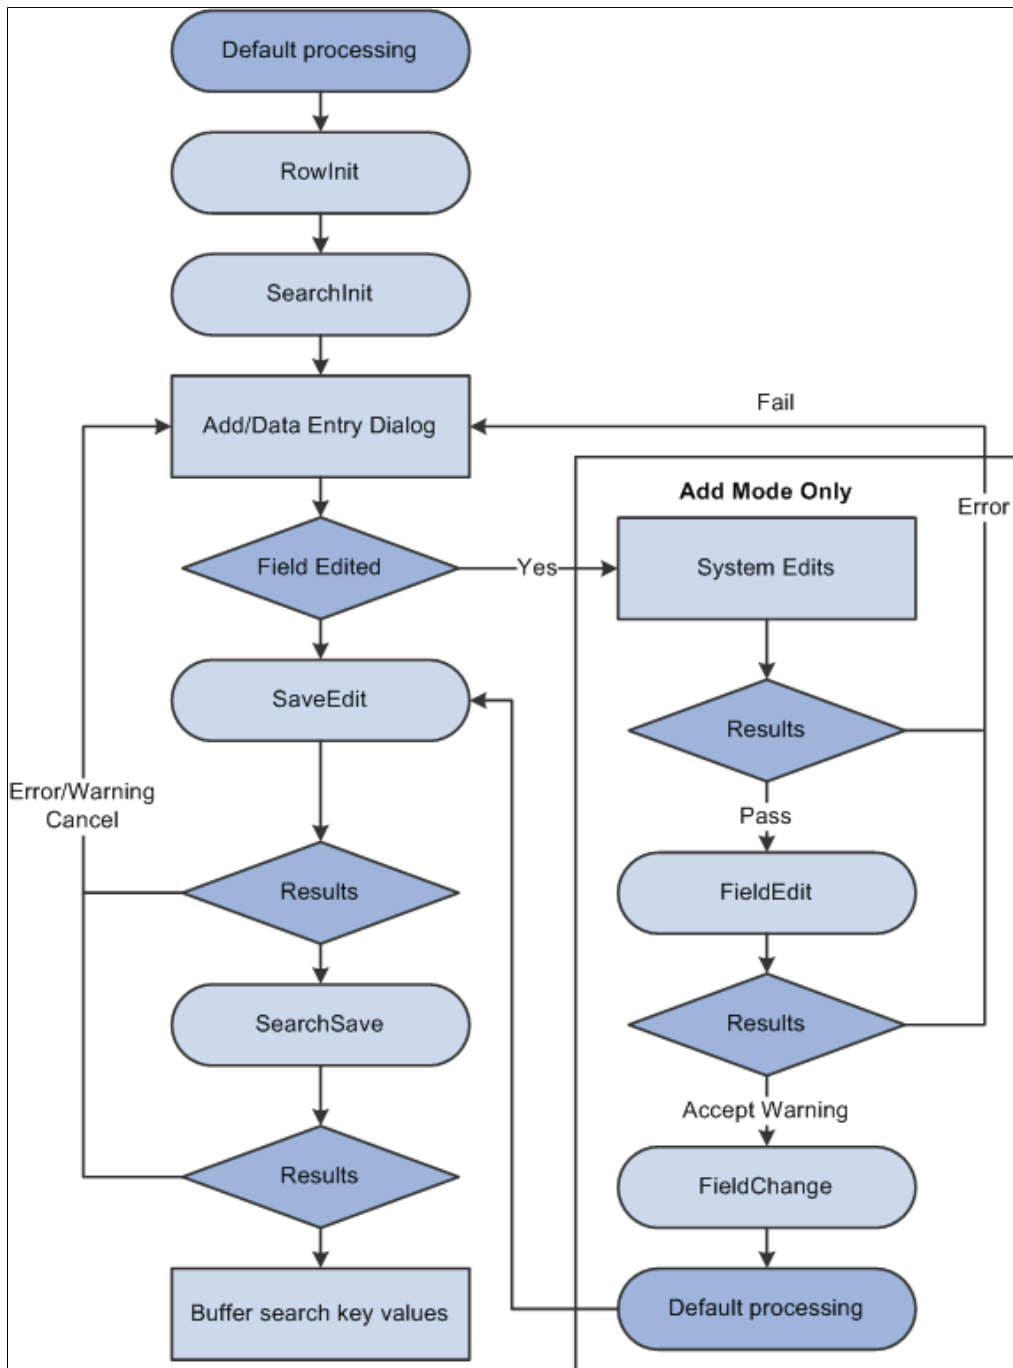 Default processing
RowInit
SearchInit
Add/Data Entry Dialog
Fail
Add Mode Only
Error
Field Edited
Yes
System Edits
SaveEdit
Results
Error/Warning
Cancel
Pass
Results
FieldEdit
SearchSave
Results
Accept Warning
Results
FieldChange
Buffer search key values
Default processing